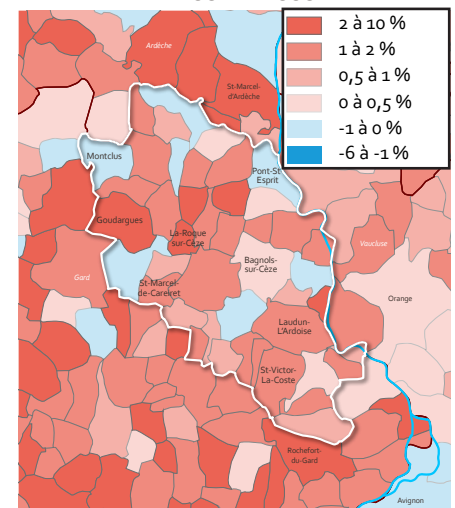 2 à 10 %
1 à 2 %
0,5 à 1 %
0 à 0,5 %
-1 à 0 %
-6 à -1 %
Ardèche
St-Marcel-
d'Ardèche
Montclus
Pont-St-
Esprit
Goudargues
La-Roque
sur-Cèze
Vaucluse
Bagnols-
sur-Cèze
Gard
St-Marcel-
de-Careiret
Orange
Laudun-
L'Ardoise
St-Victor-
La-Coste
Rochefort-
du-Gard
Avignon